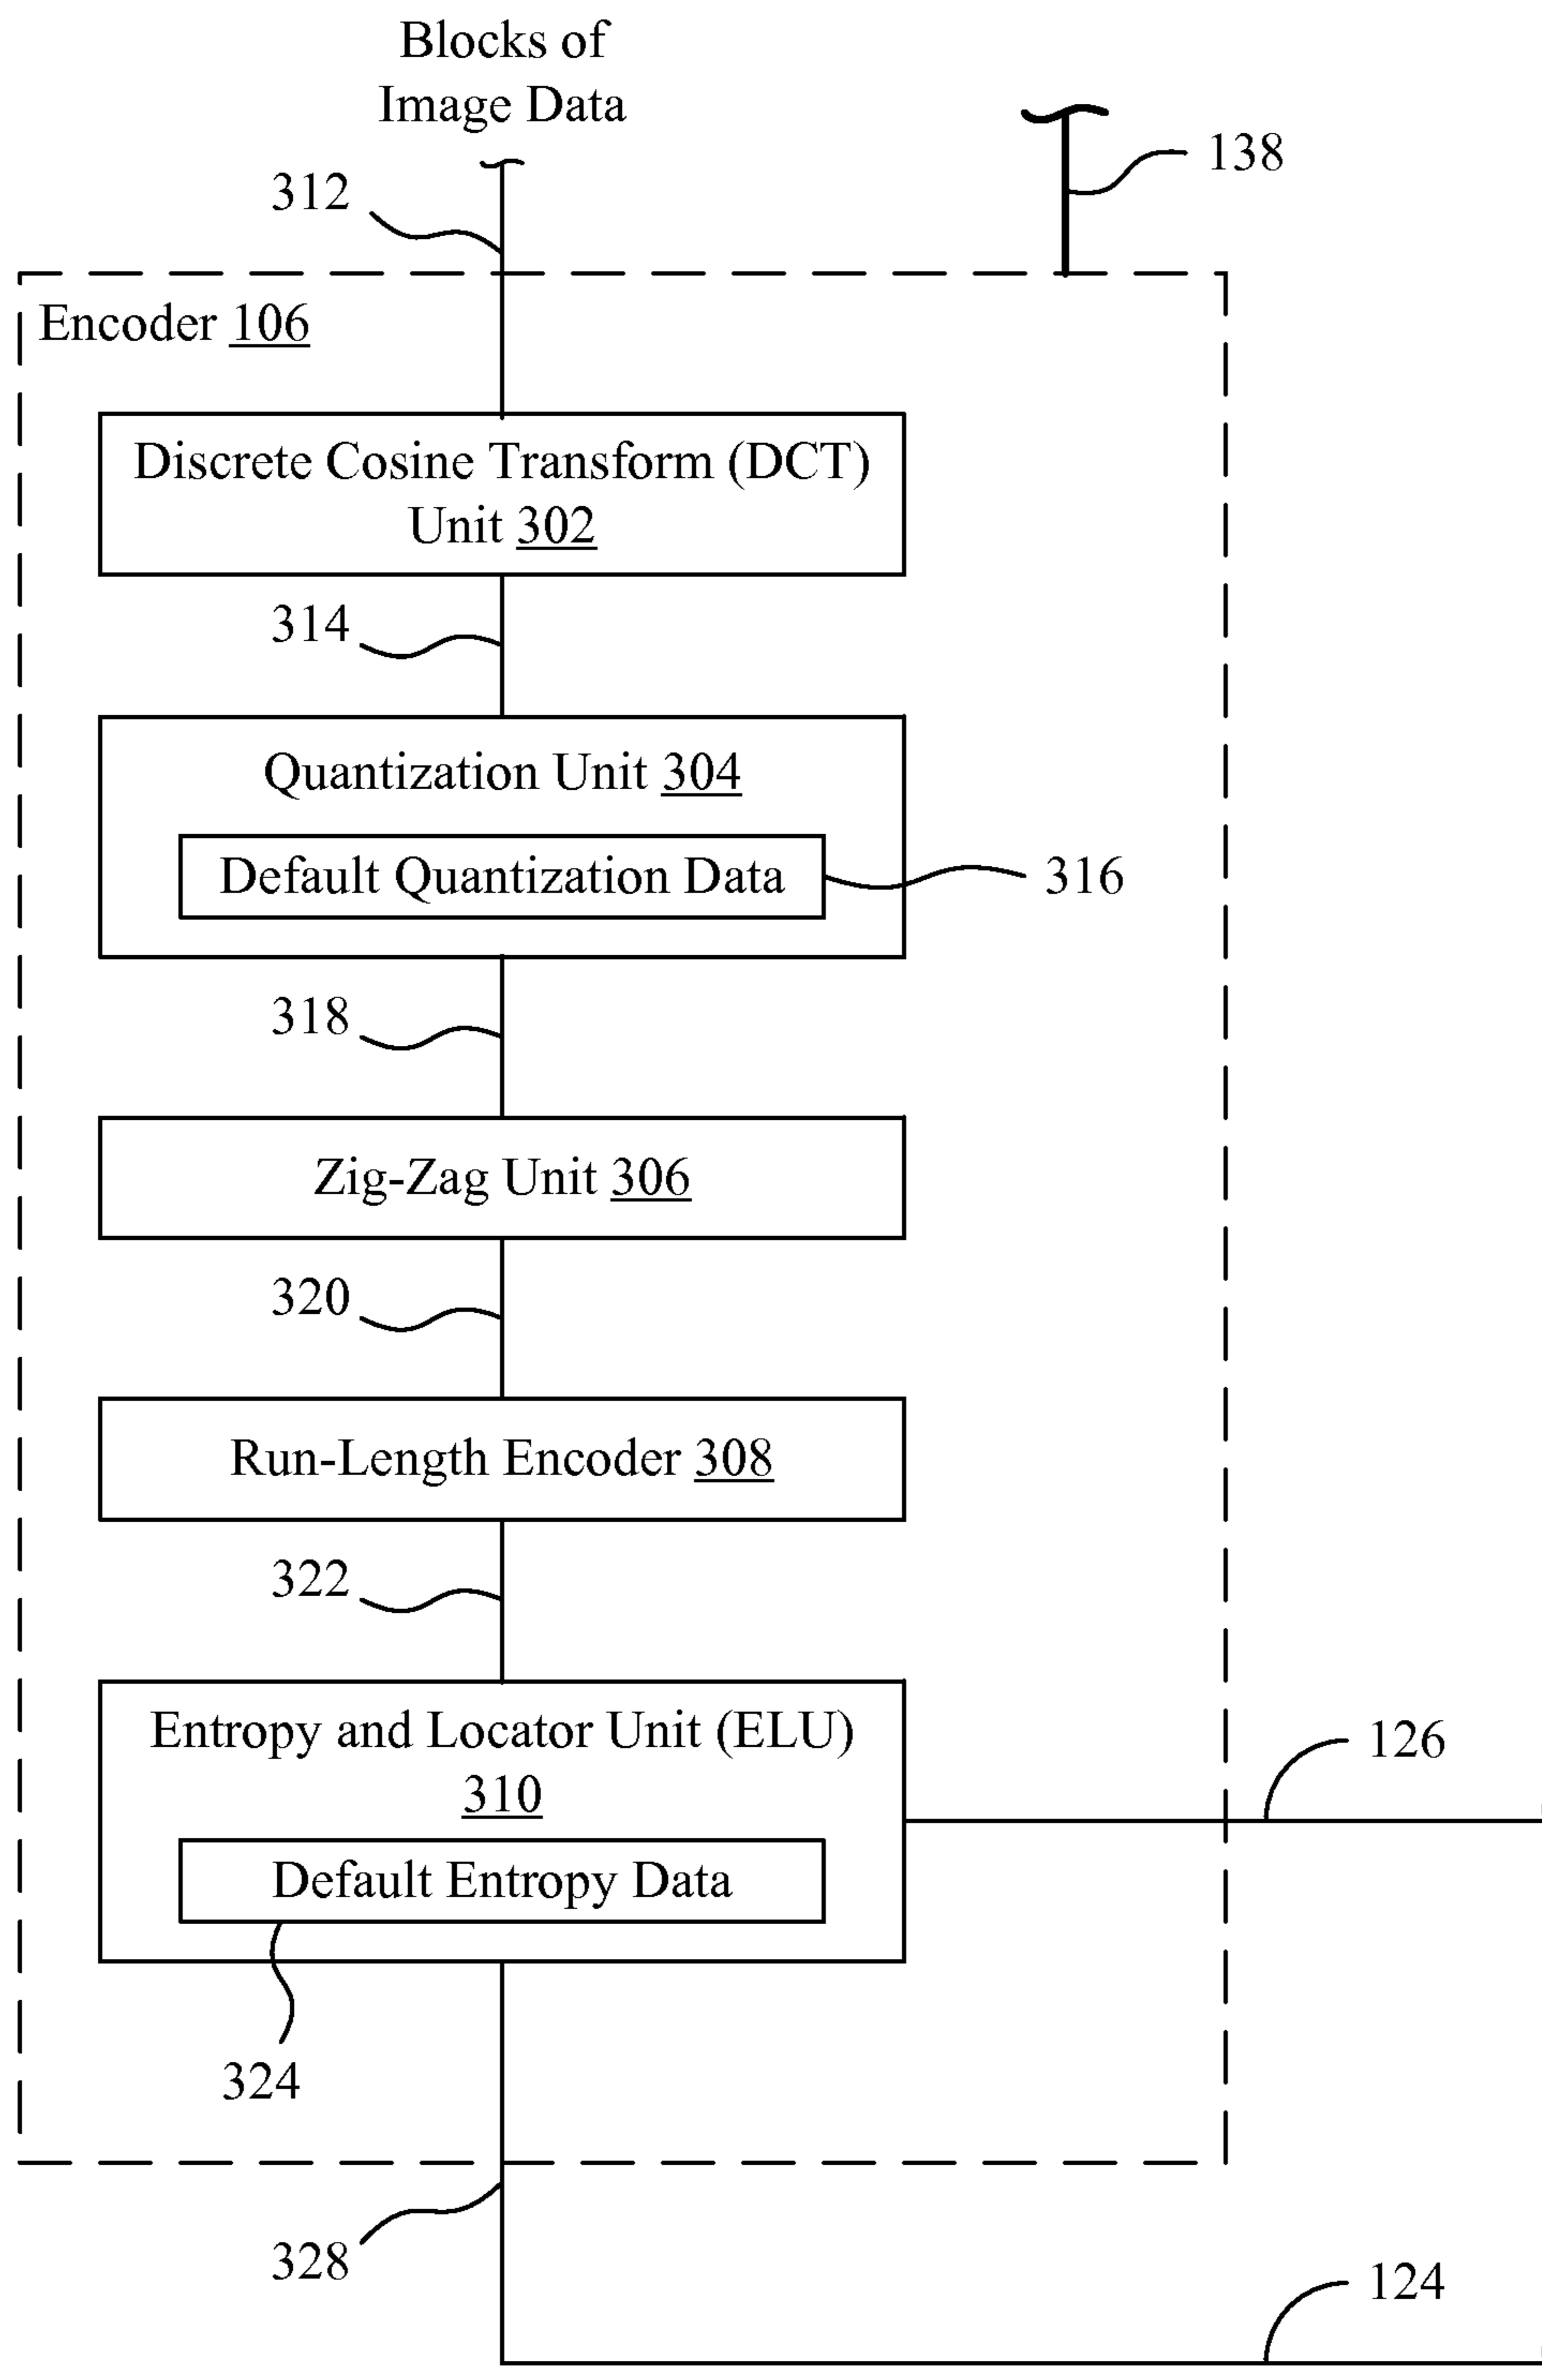 Blocks of
Image Data
312
138
Encoder 106
Discrete Cosine Transform (DCT)
Unit 302
314
Quantization Unit 304
Default Quantization Data
316
318
Zig-Zag Unit 306
320
Run-Length Encoder 308
322
Entropy and Locator Unit (ELU)
310
126
Default Entropy Data
324
328
124